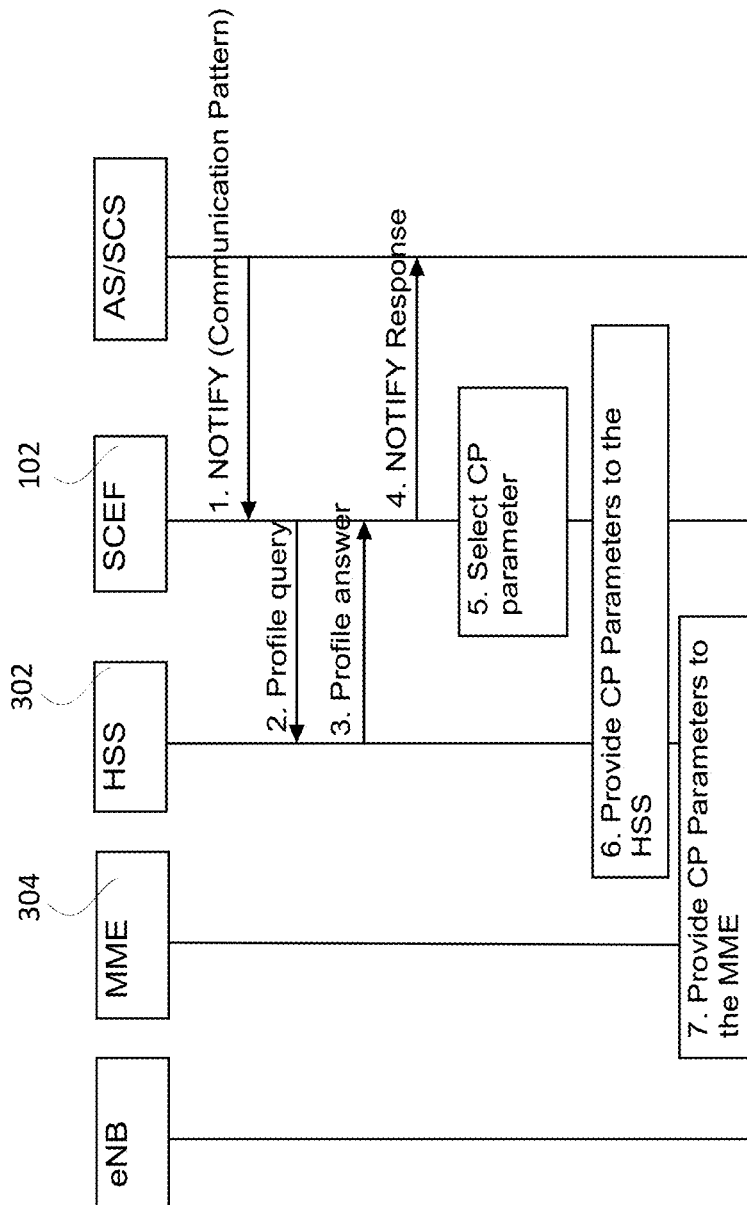 eNB
MME
HSS
SCEF
AS/SCS
304
302
102
1. NOTIFY (Communication Pattern)
2. Profile query
3. Profile answer
4. NOTIFY Response
5. Select CP
parameter
6. Provide CP Parameters to the
HSS
7. Provide CP Parameters to
the MME